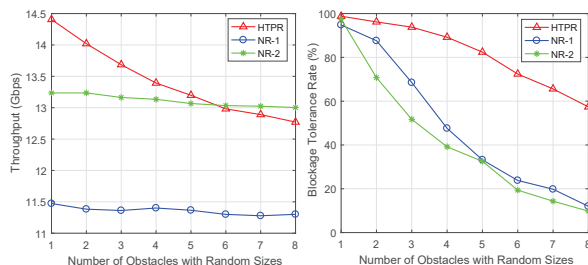 14.5
14
13.5
13
12.5
12
11.5
11
Throughput (Gbps)
1 2 3 4 5 6 7 8
Number of Obstacles with Random Sizes
HTPR
NR-1
NR-2
100
80
60
40
20
0
Blockage Tolerance Rate (%)
1 2 3 4 5 6 7 8
Number of Obstacles with Random Sizes
HTPR
NR-1
NR-2